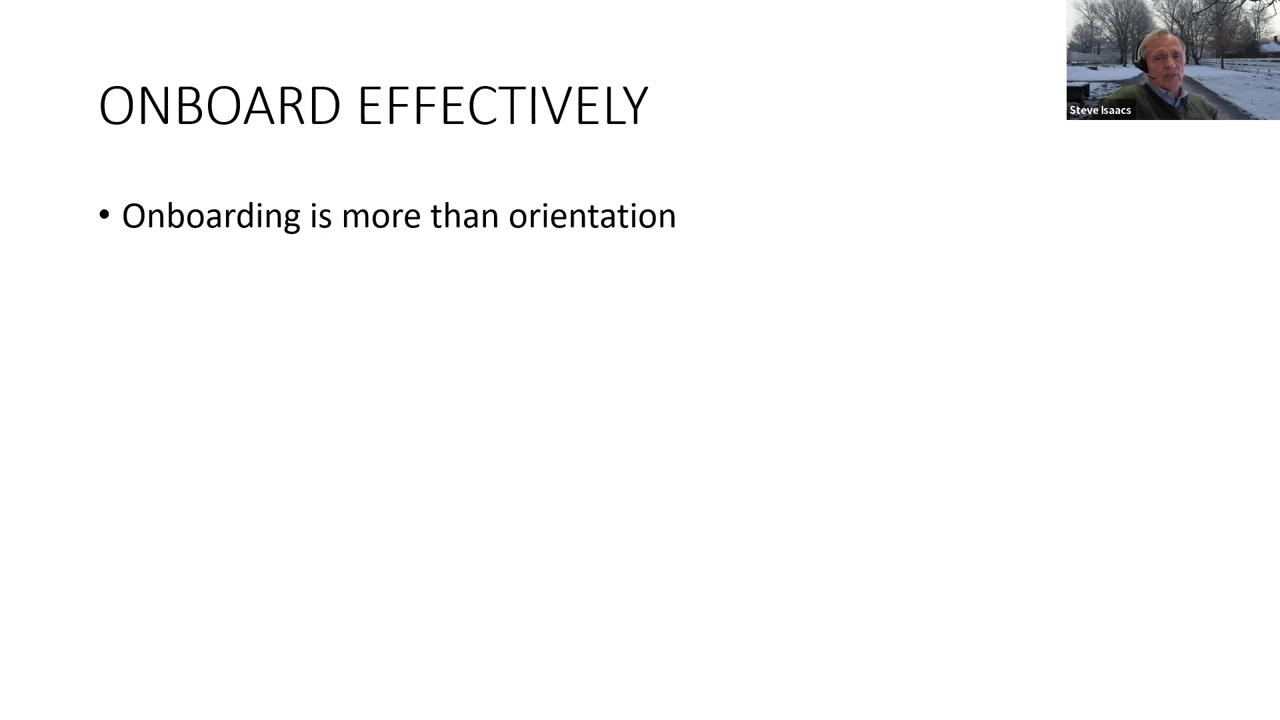 ONBOARD EFFECTIVELY
• Onboarding is more than orientation
Steve Isaacs